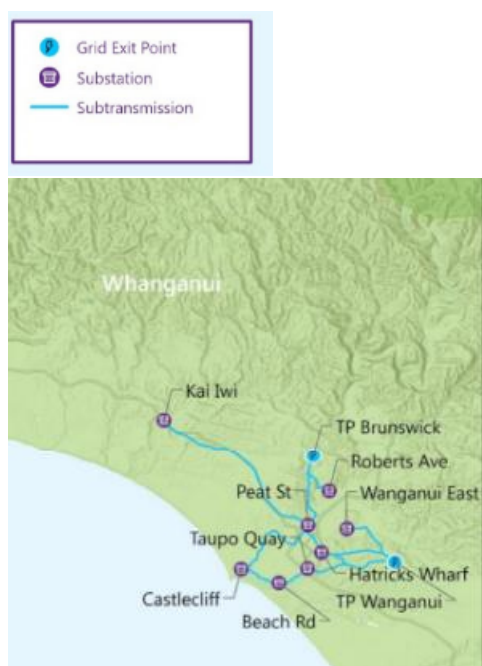 Grid Exit Point
Substation
Subtransmission
Whanganui
Kai Iwi
TP Brunswick
Roberts Ave
Peat St
Wanganui East
Taupo Quay
Hatricks Wharf
Castlecliff
TP Wanganui
Beach Rd